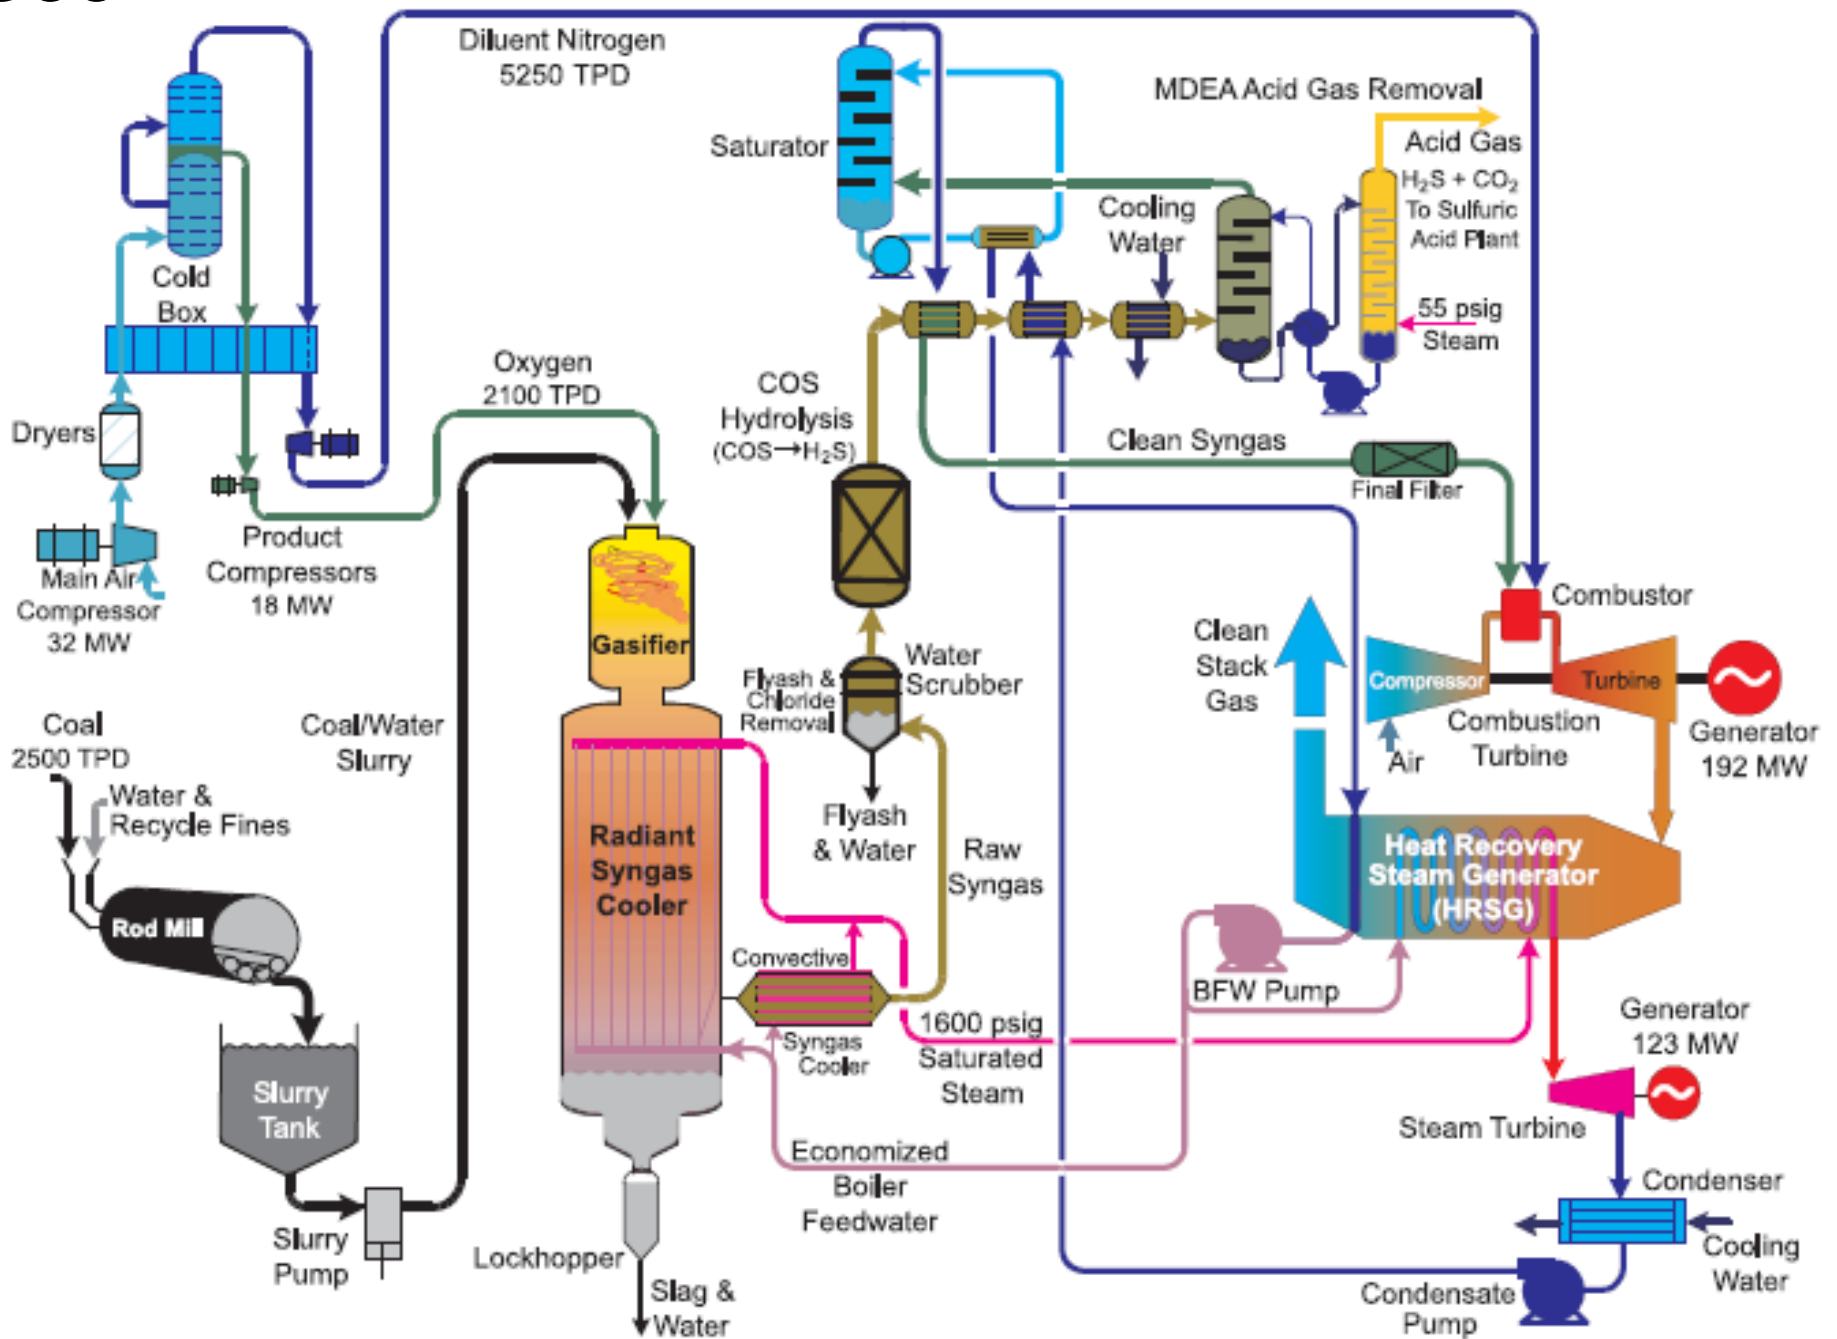 Diluent Nitrogen
5250 TPD
MDEA Acid Gas Removal
Acid Gas
H₂S + CO₂
To Sulfuric
Acid Plant
Saturator
Cooling
Water
55 psig
Steam
Cold
Box
Oxygen
2100 TPD
COS
Hydrolysis
(COS→H₂S)
Dryers
Clean Syngas
Final Filter
Product
Compressors
18 MW
Main Air
Compressor
32 MW
Gasifier
Water
Scrubber
Flyash &
Chloride
Removal
Clean
Stack
Gas
Combustor
Compressor
Turbine
Combustion
Turbine
Air
Generator
192 MW
Coal
2500 TPD
Coal/Water
Slurry
Water &
Recycle Fines
Flyash
& Water
Raw
Syngas
Radiant
Syngas
Cooler
Heat Recovery
Steam Generator
(HRSG)
Rod Mill
Convective
Syngas
Cooler
BFW Pump
1600 psig
Saturated
Steam
Generator
123 MW
Slurry
Tank
Steam Turbine
Economized
Boiler
Feedwater
Condenser
Cooling
Water
Slurry
Pump
Lockhopper
Slag &
Water
Condensate
Pump